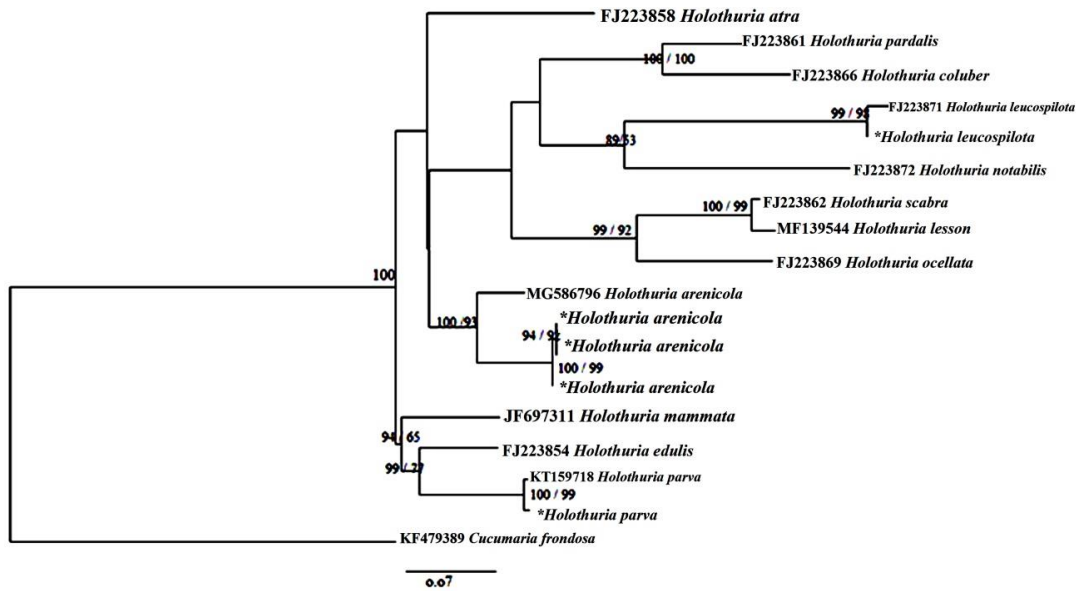 FJ223858 Holothuria atra
FJ223861 Holothuria pardalis
100 / 100
FJ223866 Holothuria coluber
FJ223871 Holothuria leucospilota
99 / 98
*Holothuria leucospilota
89/53
FJ223872 Holothuria notabilis
FJ223862 Holothuria scabra
100 / 99
MF139544 Holothuria lesson
99 / 92
FJ223869 Holothuria ocellata
100
MG586796 Holothuria arenicola
100 /93
*Holothuria arenicola
94 /
*Holothuria arenicola
100 / 99
*Holothuria arenicola
JF697311 Holothuria mammata
94 / 65
FJ223854 Holothuria edulis
99 /
KT159718 Holothuria parva
100 / 99
*Holothuria parva
KF479389 Cucumaria frondosa
0.07